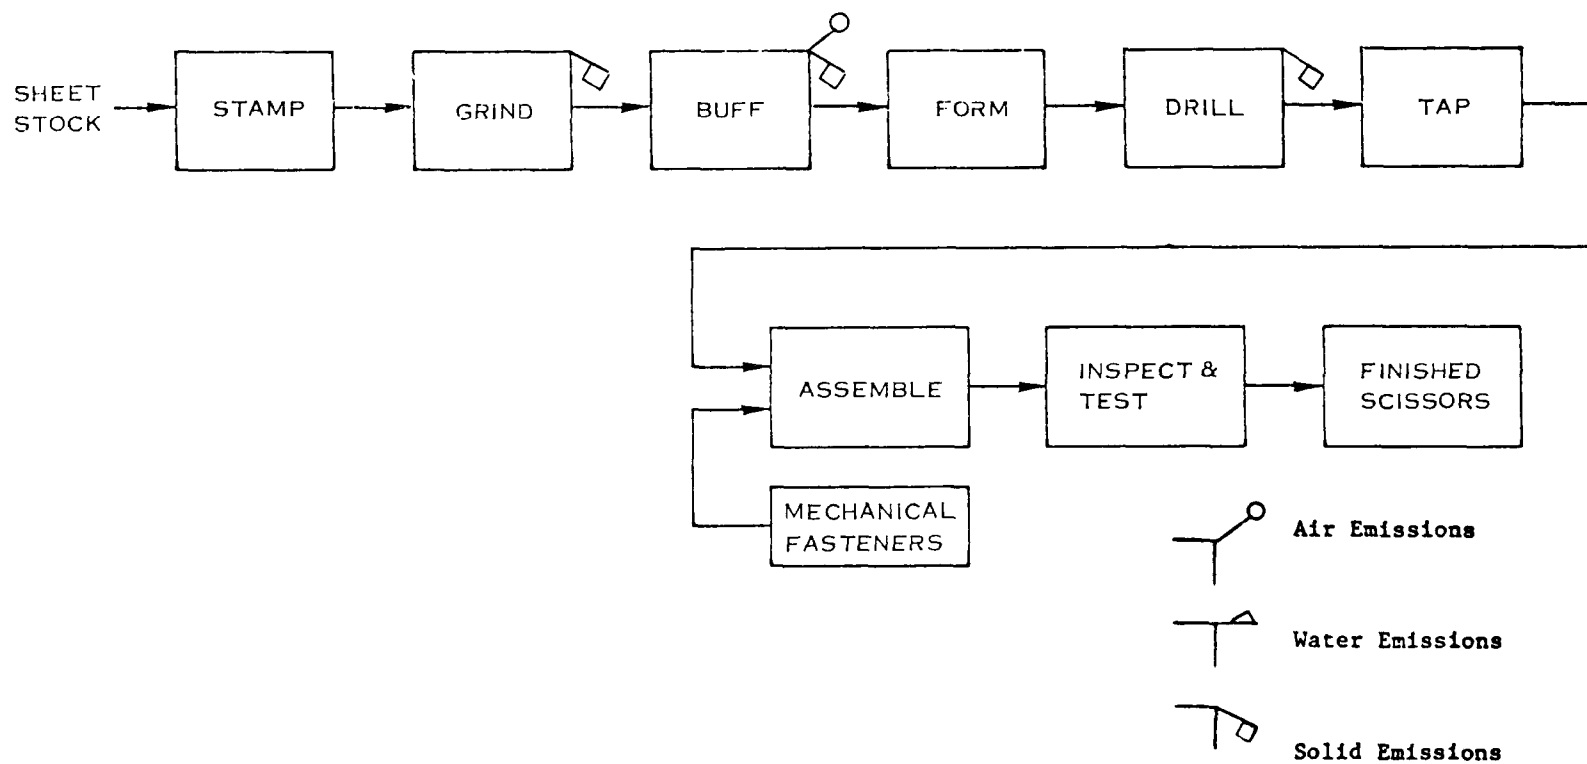 SHEET
STOCK
STAMP
GRIND
BUFF
FORM
DRILL
TAP
ASSEMBLE
INSPECT &
TEST
FINISHED
SCISSORS
MECHANICAL
FASTENERS
Air Emissions
Water Emissions
Solid Emissions